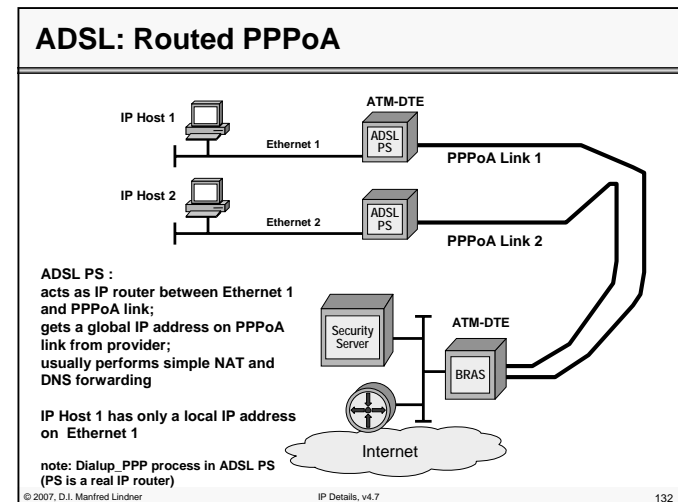 ADSL: Routed PPPoA
ATM-DTE
IP Host 1
Ethernet 1
ADSL
PS
PPPoA Link 1
IP Host 2
Ethernet 2
ADSL
PS
PPPoA Link 2
ADSL PS :
acts as IP router between Ethernet 1
and PPPoA link;
gets a global IP address on PPPoA
link from provider;
usually performs simple NAT and
DNS forwarding
IP Host 1 has only a local IP address
on Ethernet 1
note: Dialup_PPP process in ADSL PS
(PS is a real IP router)
Security
Server
ATM-DTE
BRAS
Internet
© 2007, D.I. Manfred Lindner
IP Details, v4.7
132